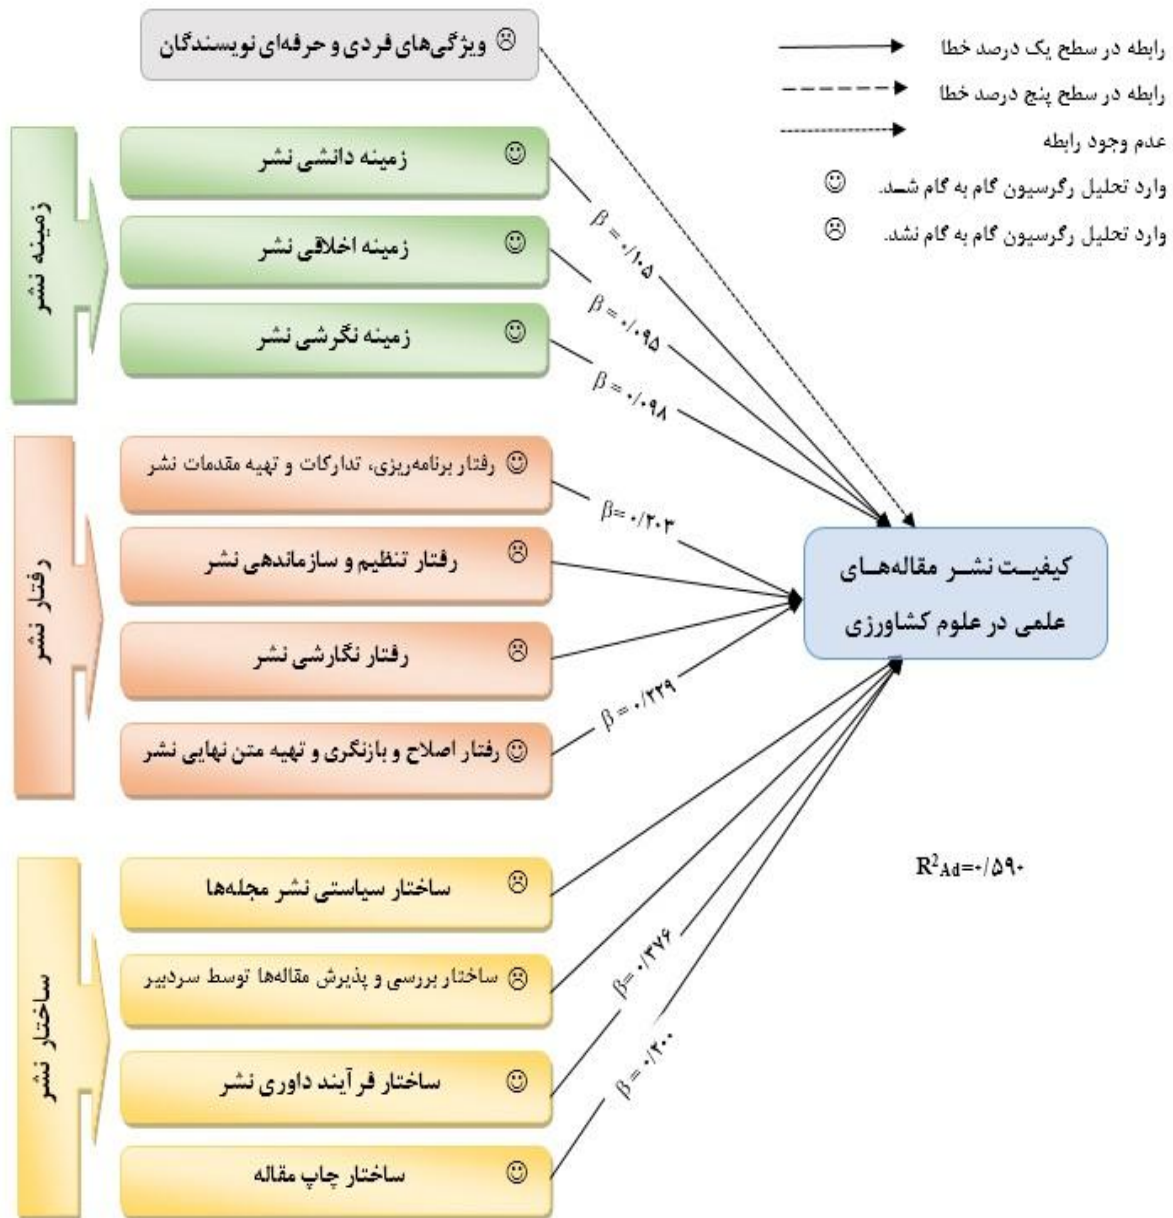 ویژگی‌های فردی و حرفه‌ای نویسندگان
رابطه در سطح یک درصد خطا
رابطه در سطح پنج درصد خطا
عدم وجود رابطه
وارد تحلیل رگرسیون گام به گام شد.
وارد تحلیل رگرسیون گام به گام نشد.
زمینه نشر
زمینه دانشی نشر
زمینه اخلاقی نشر
زمینه نگرشی نشر
β = ۰/۱۰۵
β = ۰/۰۹۵
β = ۰/۰۹۸
رفتار نشر
رفتار برنامه‌ریزی، تدارکات و تهیه مقدمات نشر
رفتار تنظیم و سازماندهی نشر
رفتار نگارشی نشر
رفتار اصلاح و بازنگری و تهیه متن نهایی نشر
β= ۰/۲۰۳
β = ۰/۲۲۹
کیفیت نشر مقاله‌های
علمی در علوم کشاورزی
R²Ad=۰/۵۹۰
ساختار نشر
ساختار سیاستی نشر مجله‌ها
ساختار بررسی و پذیرش مقاله‌ها توسط سردبیر
ساختار فرآیند داوری نشر
ساختار چاپ مقاله
β= ۰/۳۷۶
β = ۰/۲۰۰